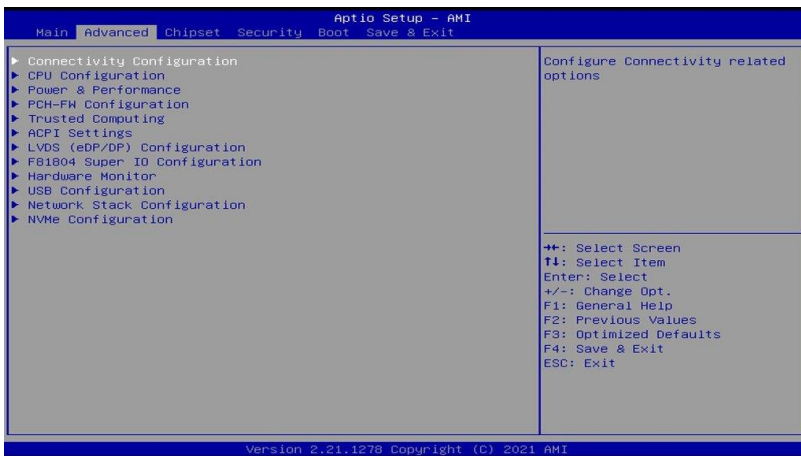 Aptio Setup – AMI
Main Advanced Chipset Security Boot Save & Exit
▶ Connectivity Configuration
▶ CPU Configuration
▶ Power & Performance
▶ PCH-FW Configuration
▶ Trusted Computing
▶ ACPI Settings
▶ LVDS (eDP/DP) Configuration
▶ F81804 Super IO Configuration
▶ Hardware Monitor
▶ USB Configuration
▶ Network Stack Configuration
▶ NVMe Configuration
Configure Connectivity related
options
→←: Select Screen
↑↓: Select Item
Enter: Select
+/-: Change Opt.
F1: General Help
F2: Previous Values
F3: Optimized Defaults
F4: Save & Exit
ESC: Exit
Version 2.21.1278 Copyright (C) 2021 AMI